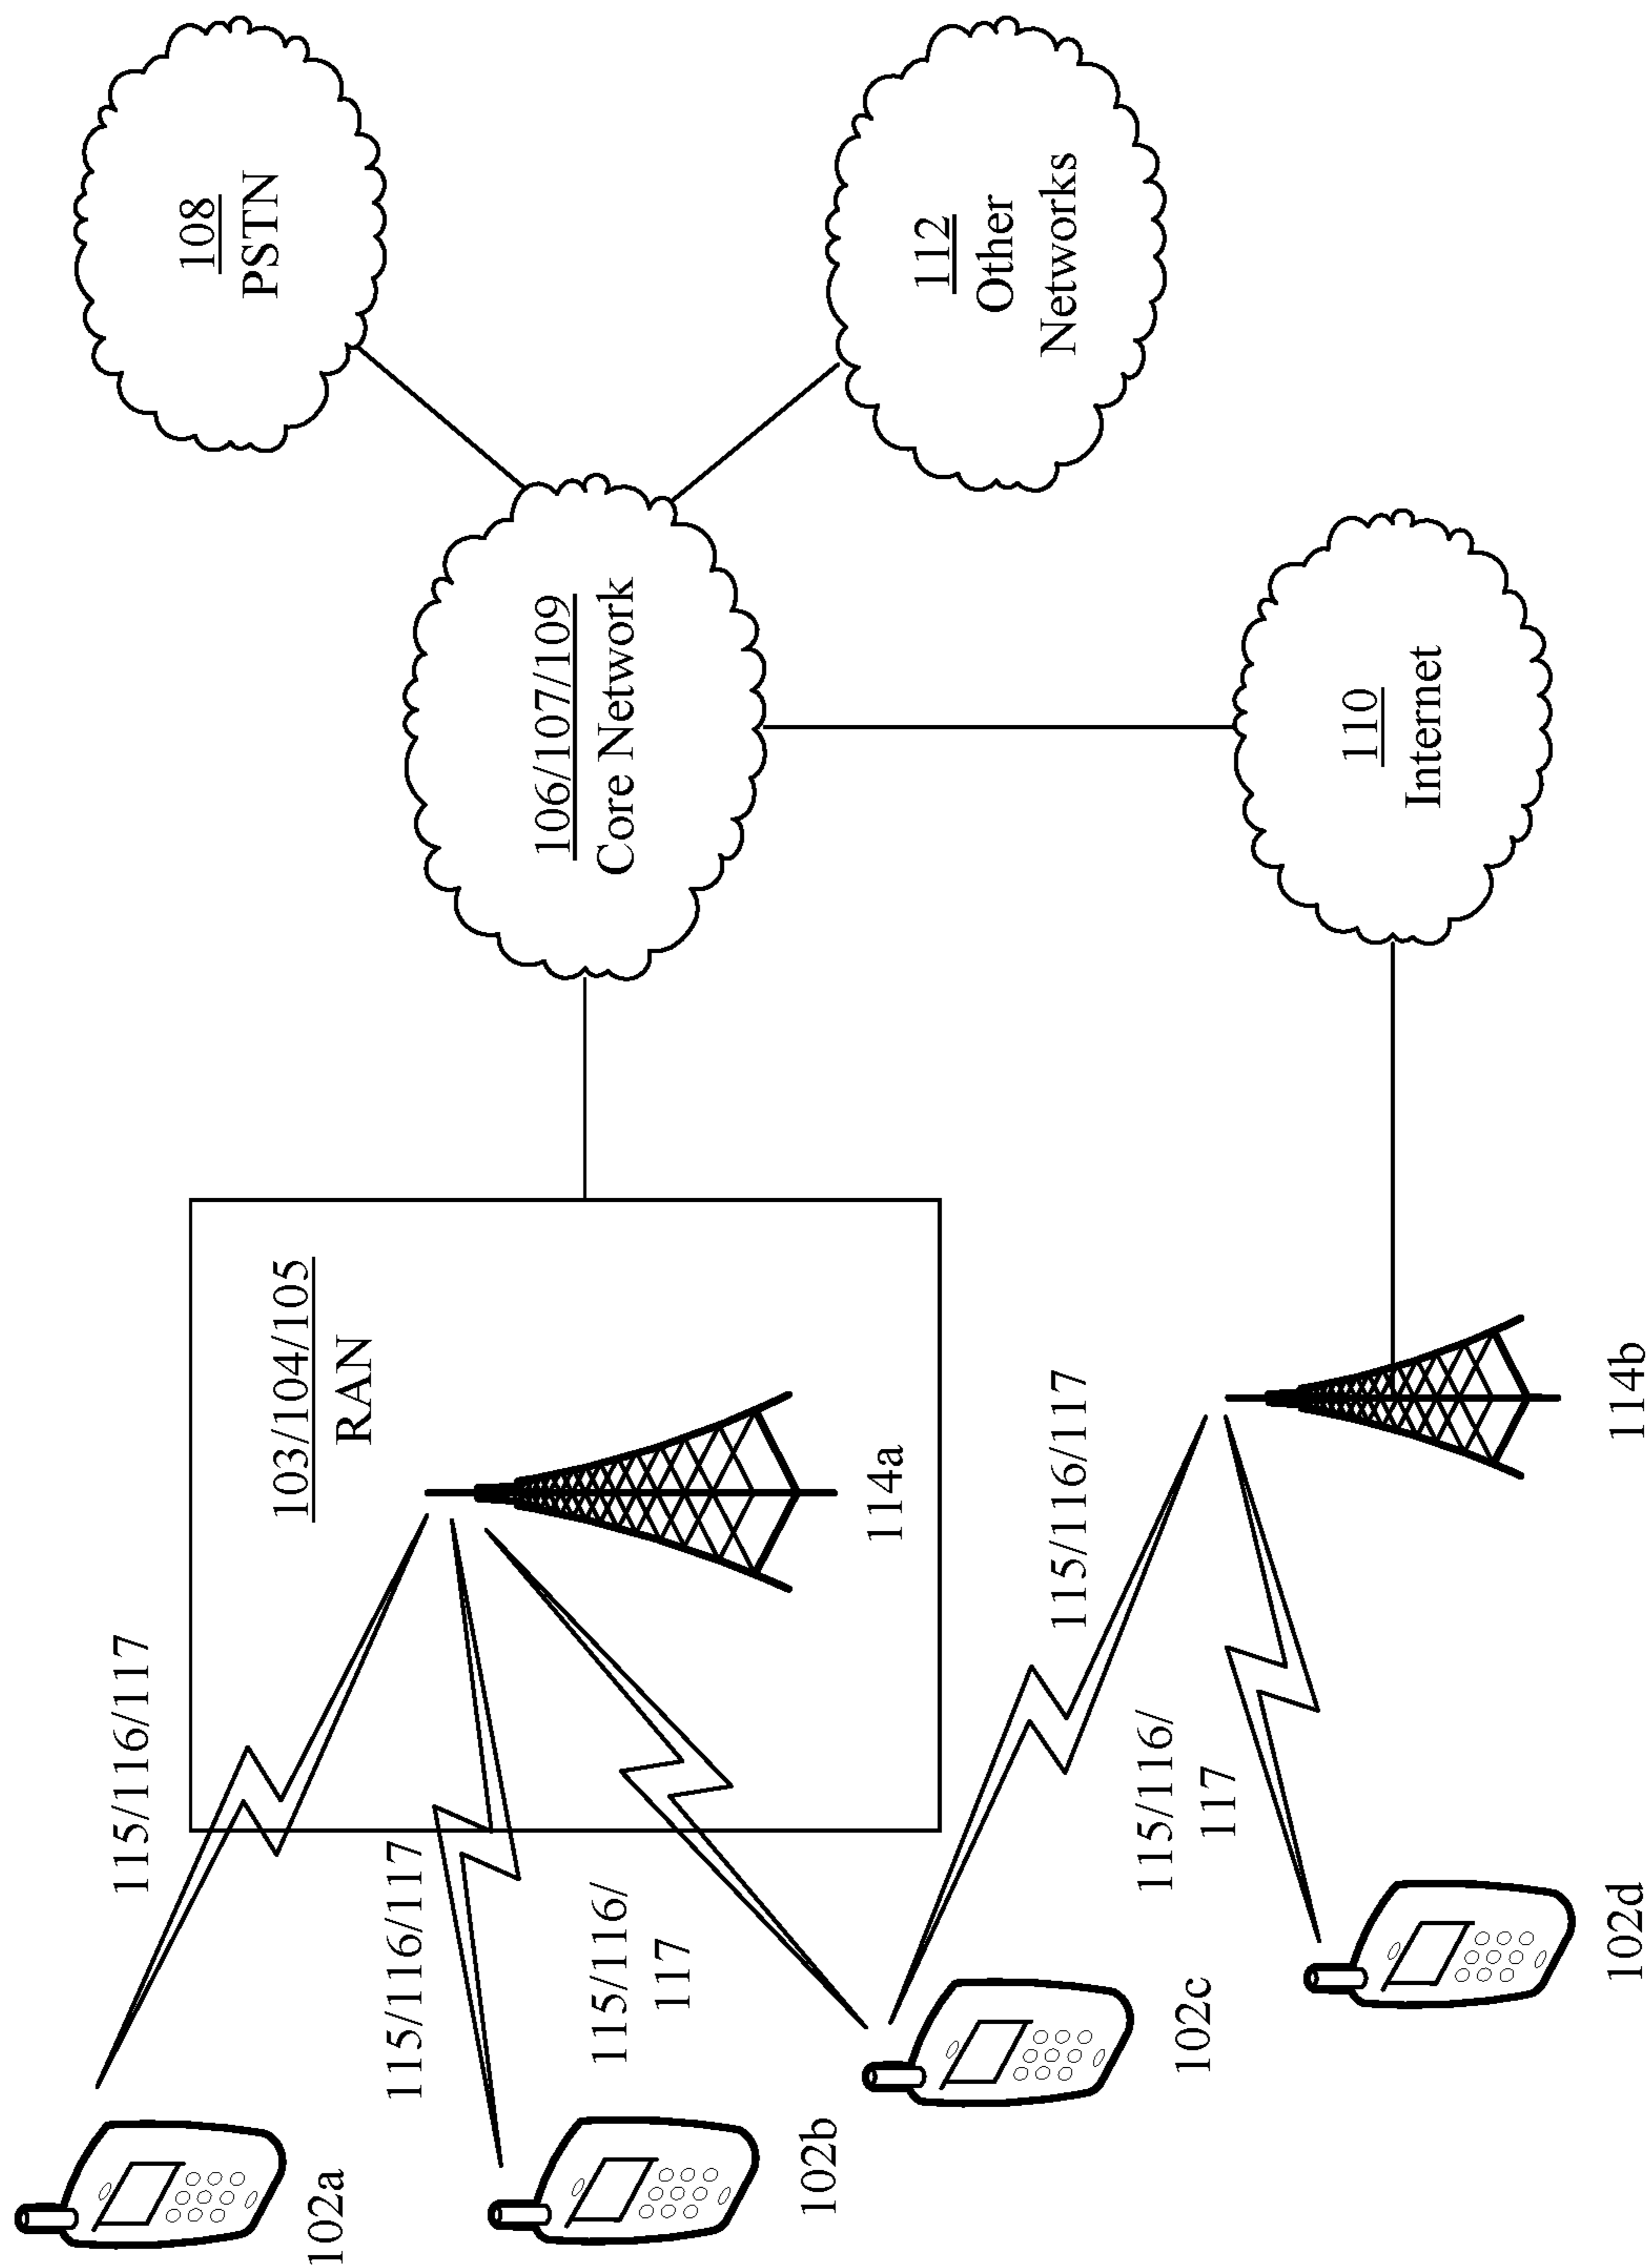 102a
115/116/117
103/104/105
RAN
108
PSTN
106/107/109
Core Network
102b
115/116/117
115/116/
117
114a
112
Other
Networks
102c
115/116/117
115/116/
117
102d
114b
110
Internet